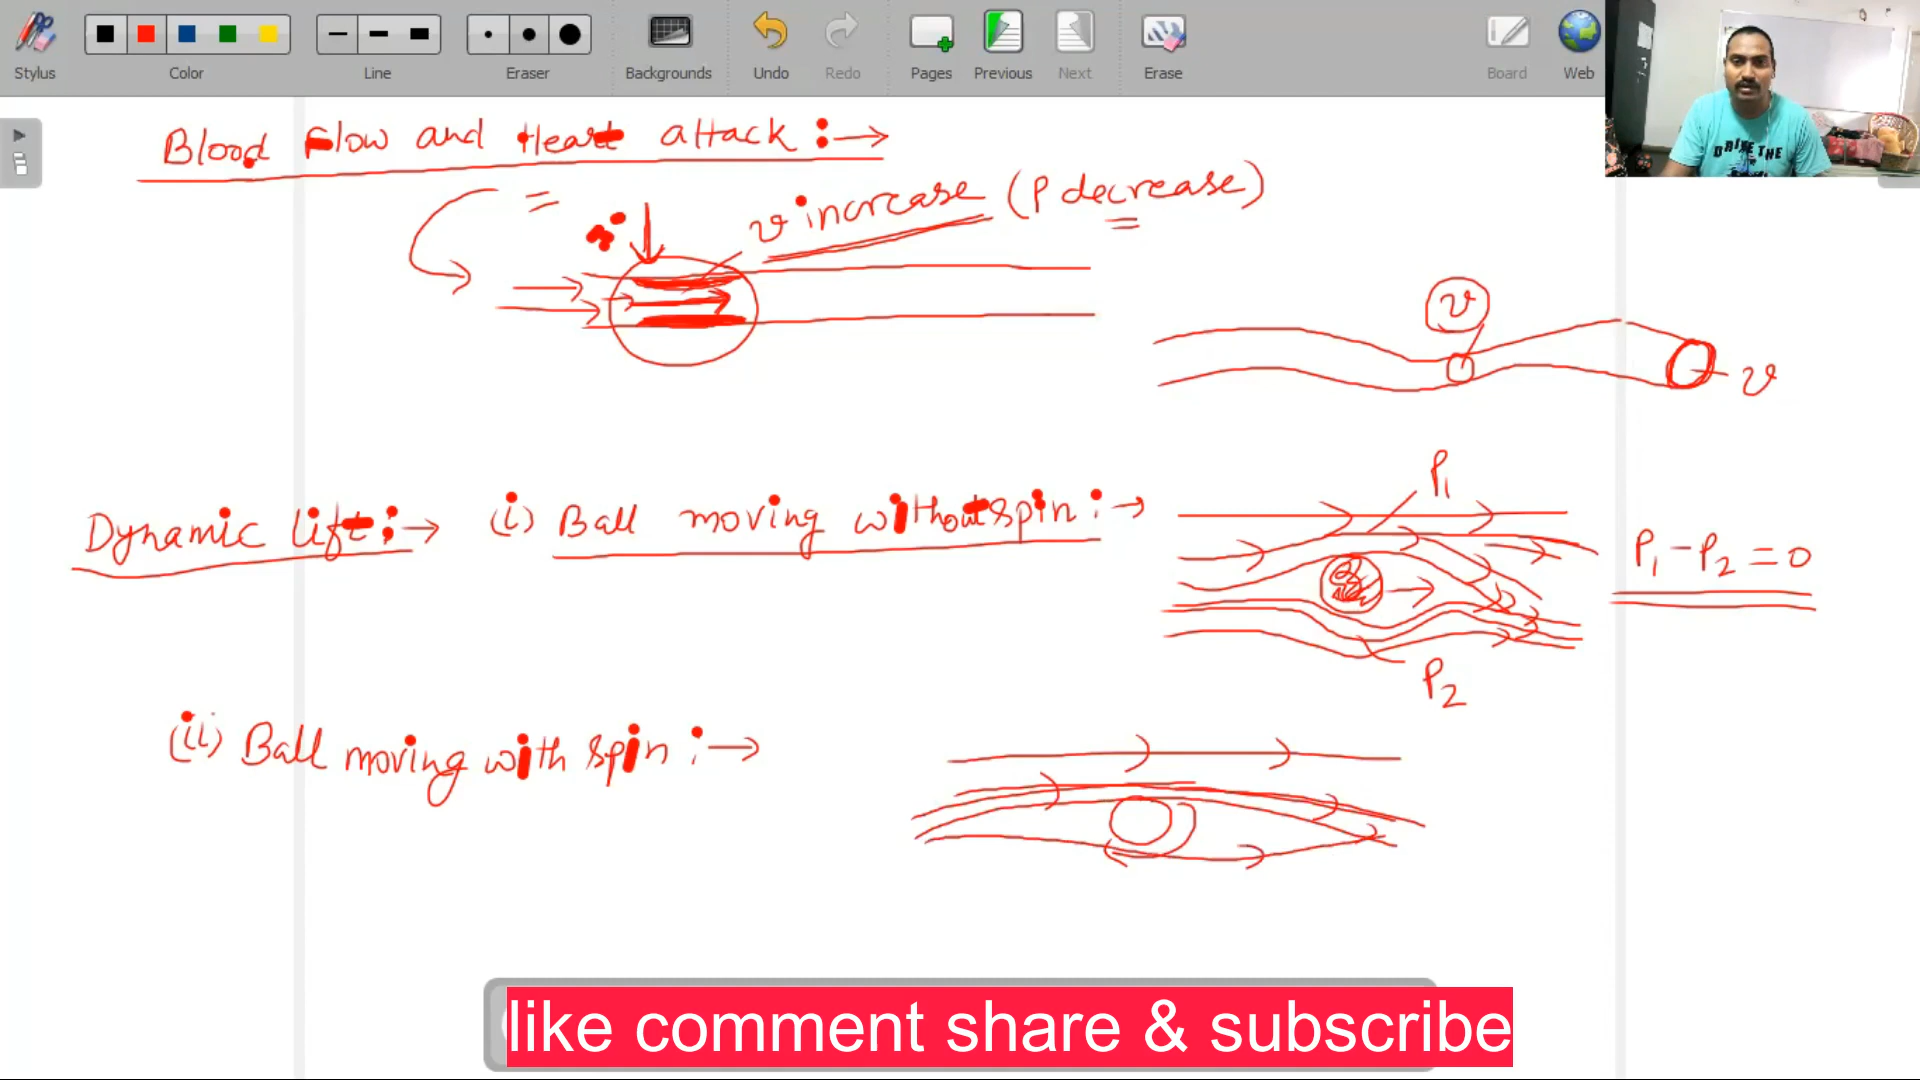 Stylus Color Line Eraser Backgrounds Undo Redo Pages Previous Next Erase Board Web
DRIVE THE
Blood Flow and Heart attack :→
v increase (P decrease)
v
v
Dynamic lift :→ (i) Ball moving without spin :→
P1
P1 - P2 = 0
P2
(ii) Ball moving with spin :→
like comment share & subscribe